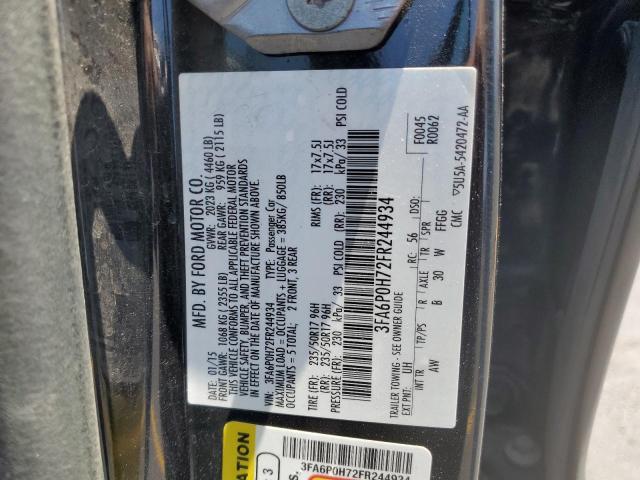 MFD. BY FORD MOTOR CO.
DATE: 01/15 GVWR: 2023 KG ( 4460 LB)
FRONT GAWR: 1068 KG ( 2355 LB) REAR GAWR: 959 KG ( 2115 LB)
THIS VEHICLE CONFORMS TO ALL APPLICABLE FEDERAL MOTOR
VEHICLE SAFETY, BUMPER, AND THEFT PREVENTION STANDARDS
IN EFFECT ON THE DATE OF MANUFACTURE SHOWN ABOVE.
VIN: 3FA6P0H72FR244934 TYPE: Passenger Car
MAXIMUM LOAD = OCCUPANTS + LUGGAGE = 385KG/ 850LB
OCCUPANTS = 5 TOTAL: 2 FRONT, 3 REAR
TIRE (FR): 235/50R17 96H RIMS (FR): 17x7.5J
(RR): 235/50R17 96H (RR): 17x7.5J
PRESSURE (FR): 230 kPa/ 33 PSI COLD (RR): 230 kPa/ 33 PSI COLD
3FA6P0H72FR244934
F0045
R0062
TRAILER TOWING - SEE OWNER GUIDE
EXT PNT: UH RC: 56 DSO:
INT TR TP/PS R AXLE TR SPR
AW B 30 W FFGG
CMC ▽5U5A-5420472-AA
3FA6P0H72FR244934